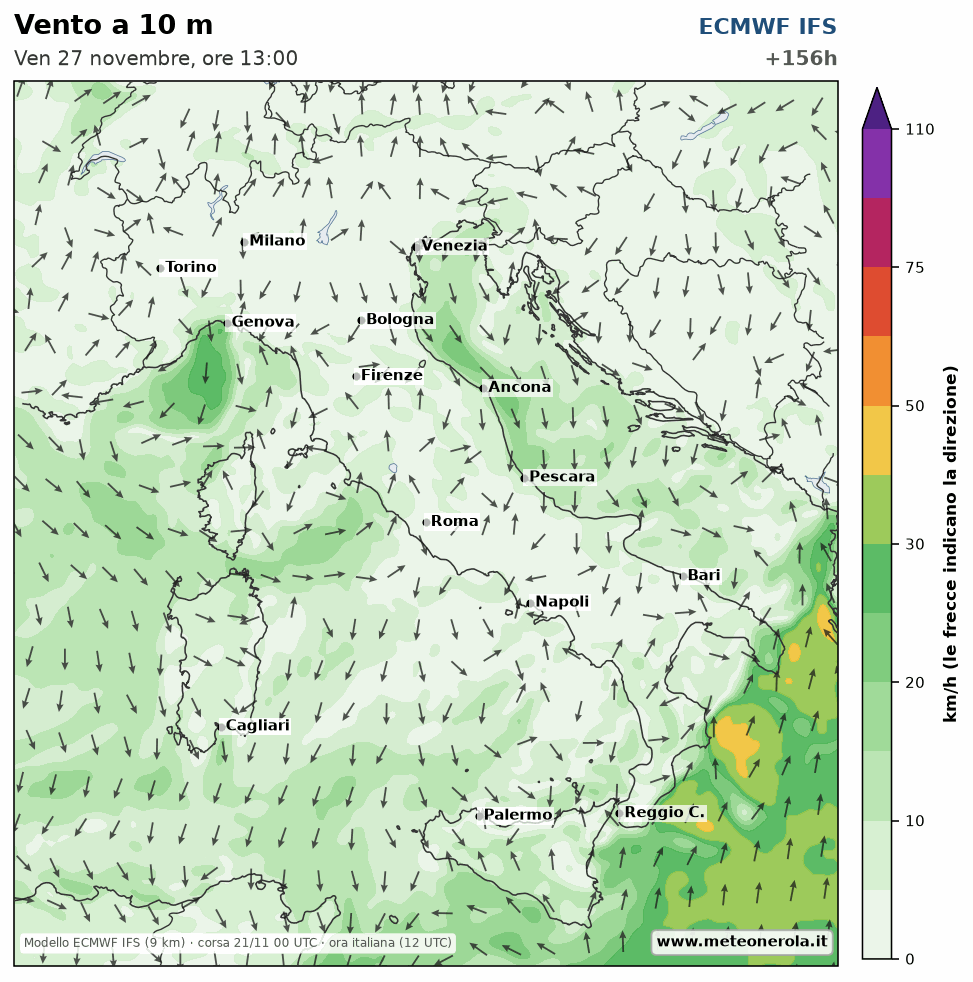 Vento a 10 m
ECMWF IFS
Ven 27 novembre, ore 13:00
+156h
110
Milano
Venezia
Torino
75
Genova
Bologna
Firenze
Ancona
50
Pescara
Roma
30
Bari
Napoli
20
Cagliari
Palermo
Reggio C.
10
km/h (le frecce indicano la direzione)
Modello ECMWF IFS (9 km) · corsa 21/11 00 UTC · ora italiana (12 UTC)
www.meteonerola.it
0